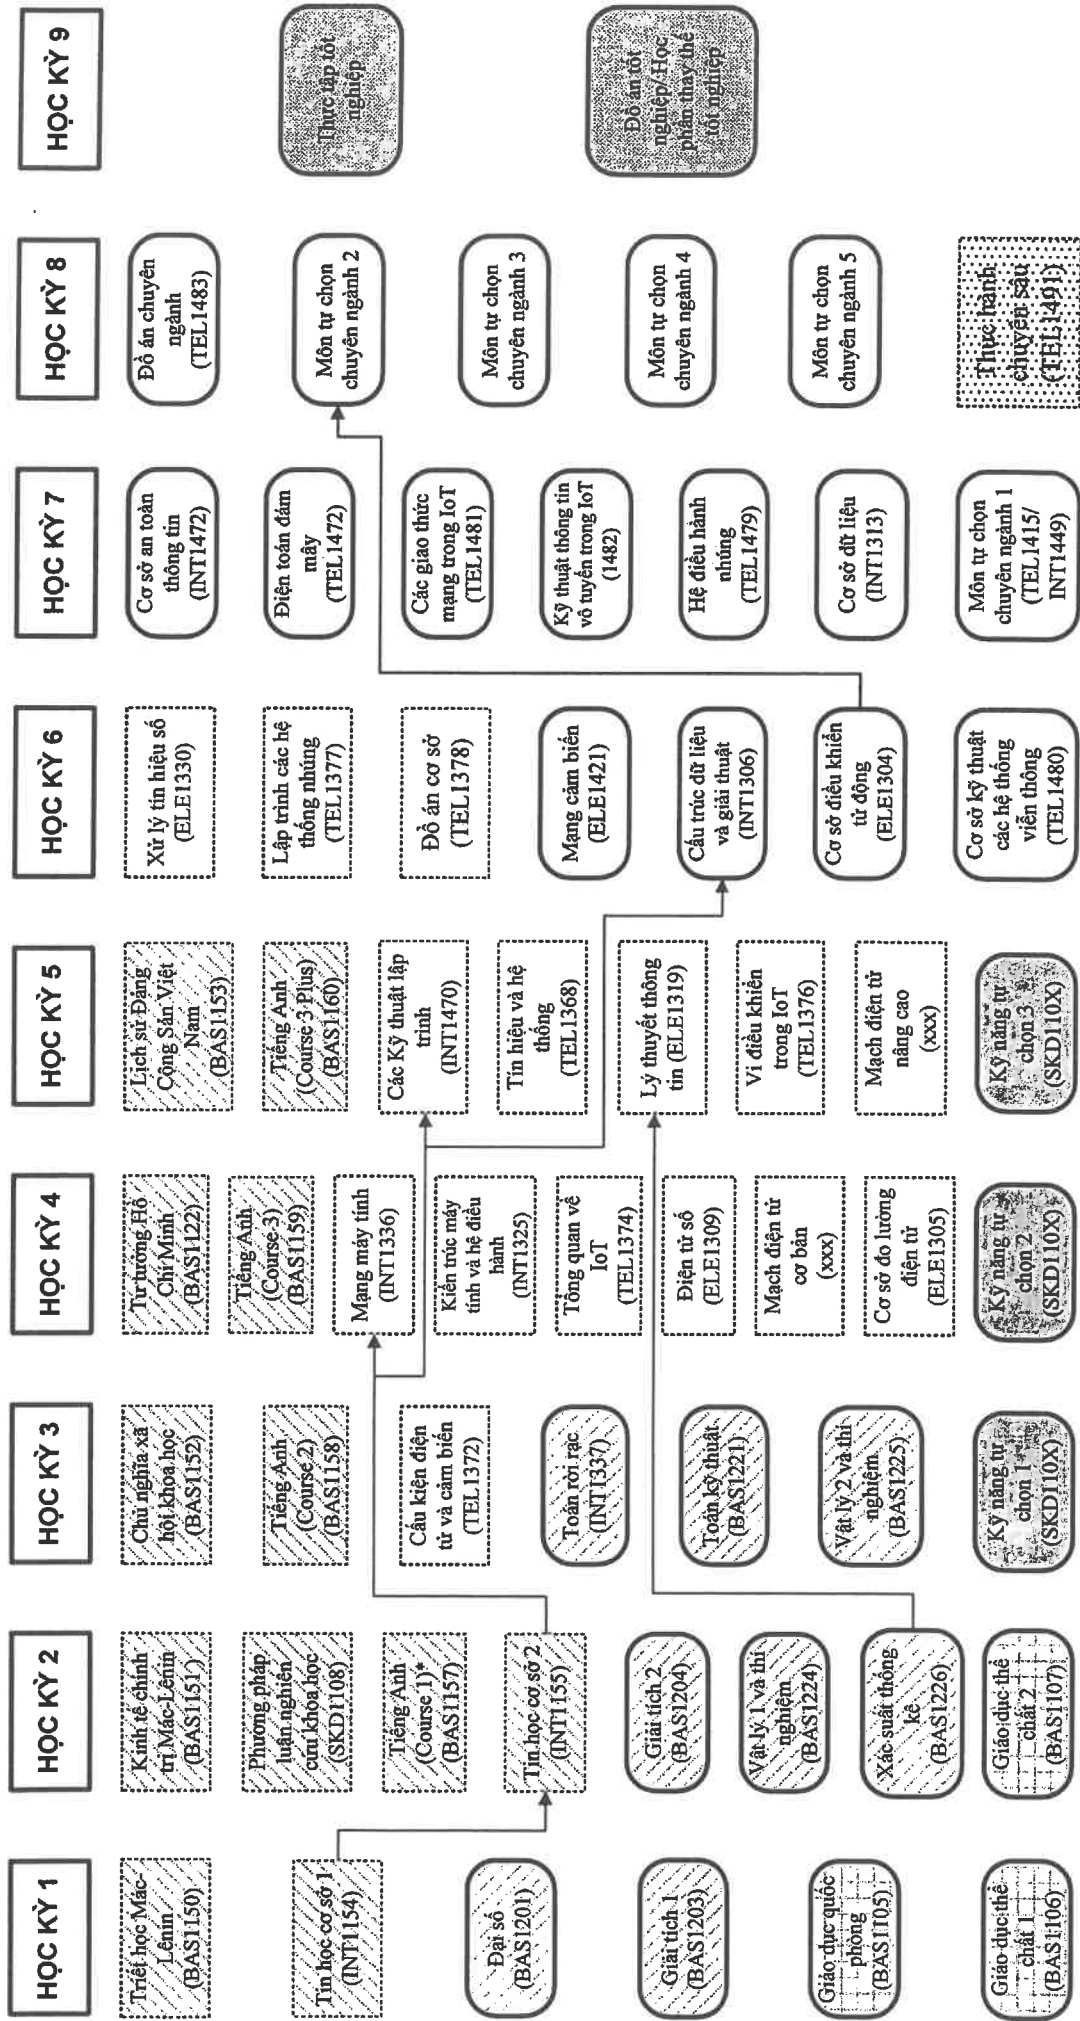 HỌC KỲ 1
Triết học Mác-
Lênin
(BAS1150)
Tin học cơ sở 1
(INT1154)
Đại số
(BAS1201)
Giải tích 1
(BAS1203)
Giáo dục quốc
phòng
(BAS1105)
Giáo dục thể
chất 1
(BAS1106)
HỌC KỲ 2
Kinh tế chính
trị Mác-Lênin
(BAS1151)
Phương pháp
luận nghiên
cứu khoa học
(SKD1108)
Tiếng Anh
(Course 1)*
(BAS1157)
Tin học cơ sở 2
(INT1155)
Giải tích 2
(BAS1204)
Vật lý 1 và thí
nghiệm
(BAS1224)
Xác suất thống
kê
(BAS1226)
Giáo dục thể
chất 2
(BAS1107)
HỌC KỲ 3
Chủ nghĩa xã
hội khoa học
(BAS1152)
Tiếng Anh
(Course 2)
(BAS1158)
Cấu kiện điện
tử và cảm biến
(TEL1372)
Toán rời rạc
(INT1337)
Toán kỹ thuật
(BAS1221)
Vật lý 2 và thí
nghiệm
(BAS1225)
Kỹ năng tự
chọn 1
(SKD110X)
HỌC KỲ 4
Tư tưởng Hồ
Chí Minh
(BAS1122)
Tiếng Anh
(Course 3)
(BAS1159)
Mạng máy tính
(INT1336)
Kiến trúc máy
tính và hệ điều
hành
(INT1325)
Tổng quan về
IoT
(TEL1374)
Điện tử số
(ELE1309)
Mạch điện tử
cơ bản
(xxx)
Cơ sở đo lường
điện tử
(ELE1305)
Kỹ năng tự
chọn 2
(SKD110X)
HỌC KỲ 5
Lịch sử Đảng
Cộng Sản Việt
Nam
(BAS1153)
Tiếng Anh
(Course 3 Plus)
(BAS1160)
Các Kỹ thuật lập
trình
(INT1470)
Tín hiệu và hệ
thống
(TEL1368)
Lý thuyết thông
tin (ELE1319)
Vi điều khiển
trong IoT
(TEL1376)
Mạch điện tử
nâng cao
(xxx)
Kỹ năng tự
chọn 3
(SKD110X)
HỌC KỲ 6
Xử lý tín hiệu số
(ELE1330)
Lập trình các hệ
thống nhúng
(TEL1377)
Đồ án cơ sở
(TEL1378)
Mạng cảm biến
(ELE1421)
Cấu trúc dữ liệu
và giải thuật
(INT1306)
Cơ sở điều khiển
tự động
(ELE1304)
Cơ sở kỹ thuật
các hệ thống
viễn thông
(TEL1480)
HỌC KỲ 7
Cơ sở an toàn
thông tin
(INT1472)
Điện toán đám
mây
(TEL1472)
Các giao thức
mạng trong IoT
(TEL1481)
Kỹ thuật thông tin
vô tuyến trong IoT
(1482)
Hệ điều hành
nhúng
(TEL1479)
Cơ sở dữ liệu
(INT1313)
Môn tự chọn
chuyên ngành 1
(TEL1415/
INT1449)
HỌC KỲ 8
Đồ án chuyên
ngành
(TEL1483)
Môn tự chọn
chuyên ngành 2
Môn tự chọn
chuyên ngành 3
Môn tự chọn
chuyên ngành 4
Môn tự chọn
chuyên ngành 5
Thực hành
chuyên sâu
(TEL1491)
HỌC KỲ 9
Thực tập tốt
nghiệp
Đồ án tốt
nghiệp/Học
phần thay thế
tốt nghiệp